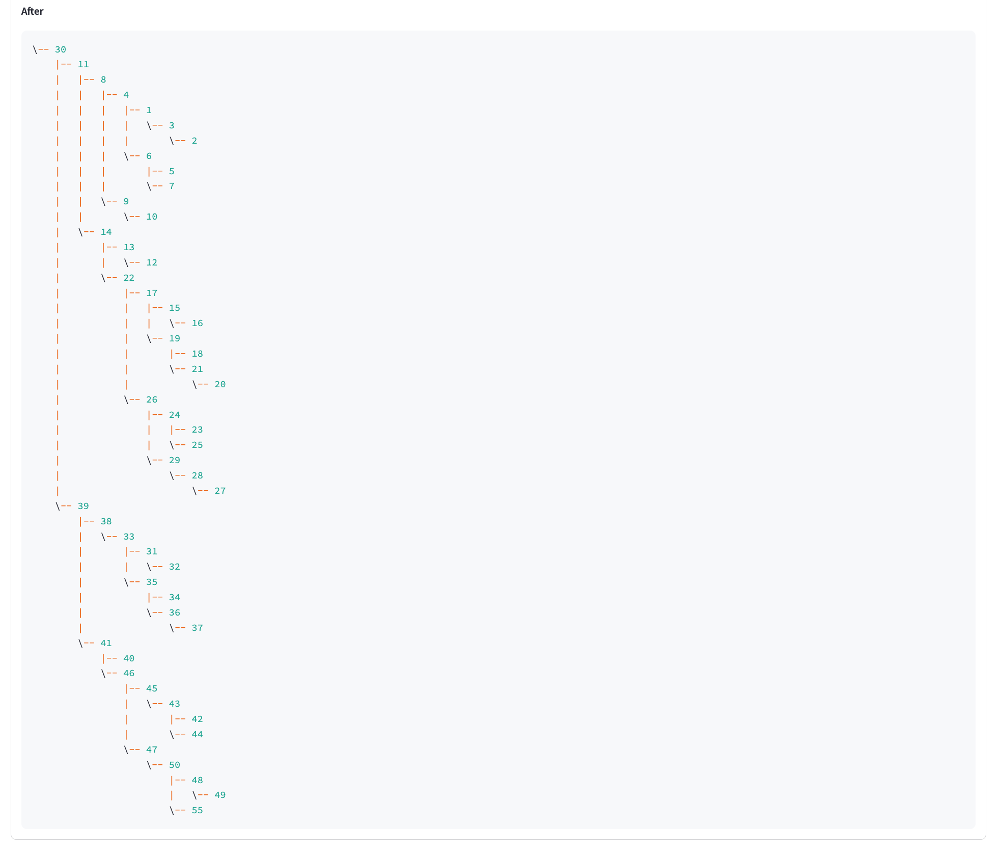 After
\-- 30
    |-- 11
    |   |-- 8
    |   |   |-- 4
    |   |   |   |-- 1
    |   |   |   |   \-- 3
    |   |   |   |       \-- 2
    |   |   |   \-- 6
    |   |   |       |-- 5
    |   |   |       \-- 7
    |   |   \-- 9
    |   |       \-- 10
    |   \-- 14
    |       |-- 13
    |       |   \-- 12
    |       \-- 22
    |           |-- 17
    |           |   |-- 15
    |           |   |   \-- 16
    |           |   \-- 19
    |           |       |-- 18
    |           |       \-- 21
    |           |           \-- 20
    |           \-- 26
    |               |-- 24
    |               |   |-- 23
    |               |   \-- 25
    |               \-- 29
    |                   \-- 28
    |                       \-- 27
    \-- 39
        |-- 38
        |   \-- 33
        |       |-- 31
        |       |   \-- 32
        |       \-- 35
        |           |-- 34
        |           \-- 36
        |               \-- 37
        \-- 41
            |-- 40
            \-- 46
                |-- 45
                |   \-- 43
                |       |-- 42
                |       \-- 44
                \-- 47
                    \-- 50
                        |-- 48
                        |   \-- 49
                        \-- 55